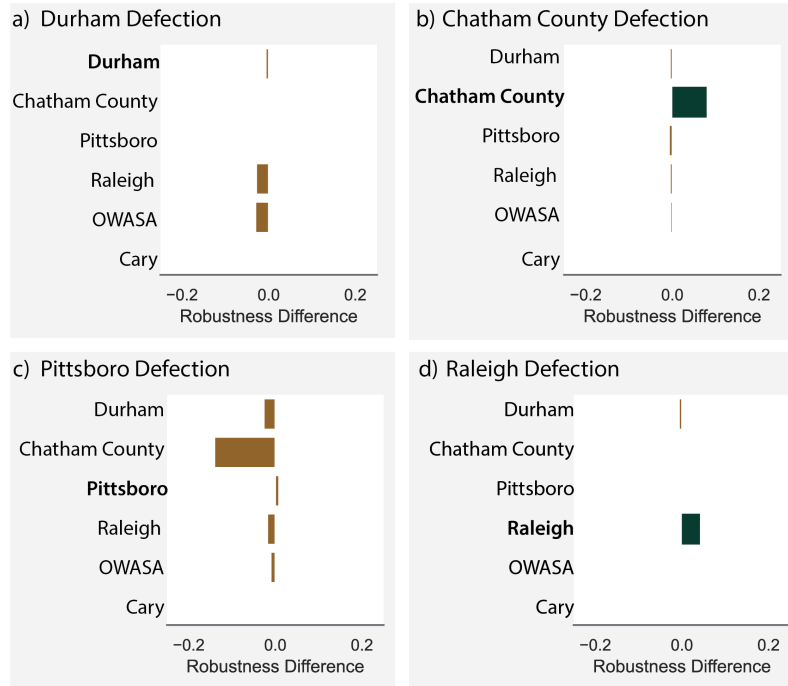 a) Durham Defection
Durham
Chatham County
Pittsboro
Raleigh
OWASA
Cary
−0.2 0.0 0.2
Robustness Difference
b) Chatham County Defection
Durham
Chatham County
Pittsboro
Raleigh
OWASA
Cary
−0.2 0.0 0.2
Robustness Difference
c) Pittsboro Defection
Durham
Chatham County
Pittsboro
Raleigh
OWASA
Cary
−0.2 0.0 0.2
Robustness Difference
d) Raleigh Defection
Durham
Chatham County
Pittsboro
Raleigh
OWASA
Cary
−0.2 0.0 0.2
Robustness Difference